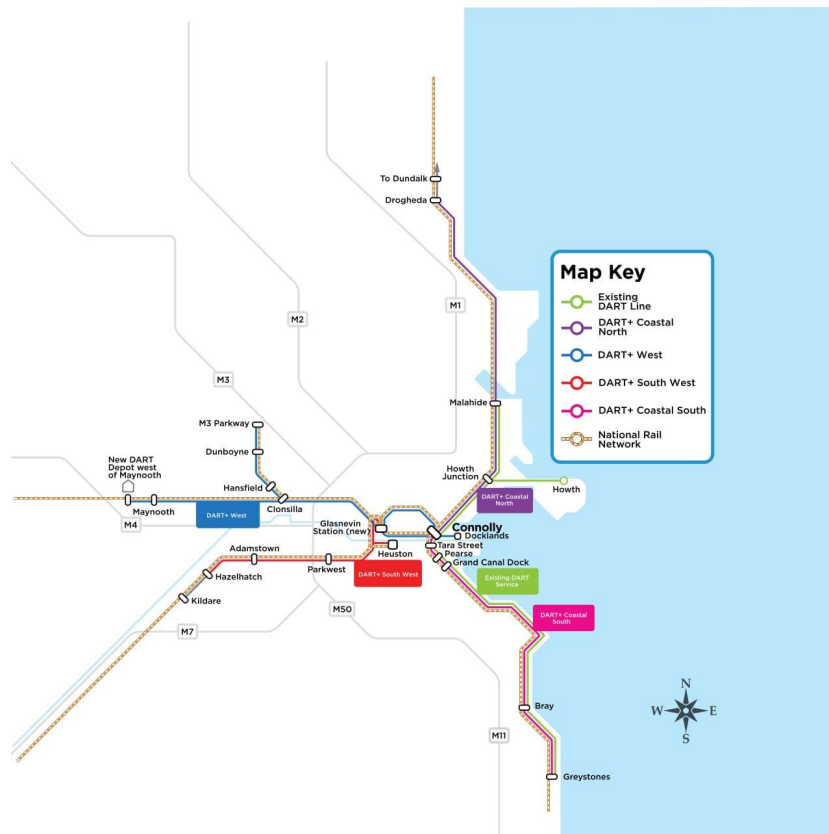 To Dundalk
Drogheda
M1
M2
M3
Map Key
Existing
DART Line
DART+ Coastal
North
DART+ West
DART+ South West
DART+ Coastal South
National Rail
Network
Malahide
M3 Parkway
Dunboyne
New DART
Depot west
of Maynooth
Hansfield
Howth
Junction
Howth
DART+ Coastal
North
Maynooth
Clonsilla
DART+ West
M4
Glasnevin
Station (new)
Connolly
Docklands
Tara Street
Pearse
Grand Canal Dock
Heuston
Adamstown
Parkwest
Hazelhatch
Kildare
DART+ South West
Existing DART
Service
DART+ Coastal
South
M50
M7
N
W
E
S
Bray
M11
Greystones